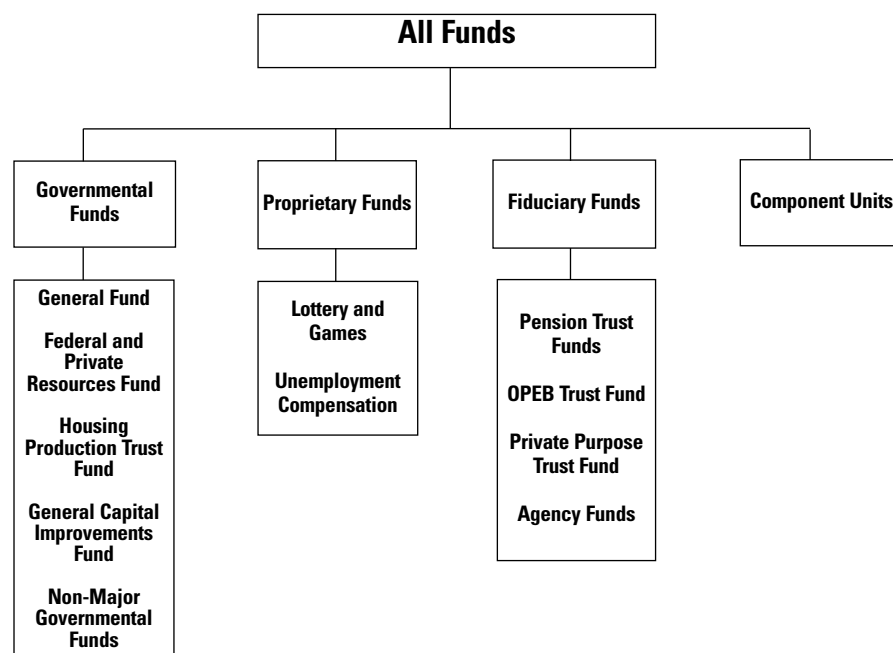 All Funds
Governmental
Funds
Proprietary Funds
Fiduciary Funds
Component Units
General Fund
Federal and
Private
Resources Fund
Housing
Production Trust
Fund
General Capital
Improvements
Fund
Non-Major
Governmental
Funds
Lottery and
Games
Unemployment
Compensation
Pension Trust
Funds
OPEB Trust Fund
Private Purpose
Trust Fund
Agency Funds